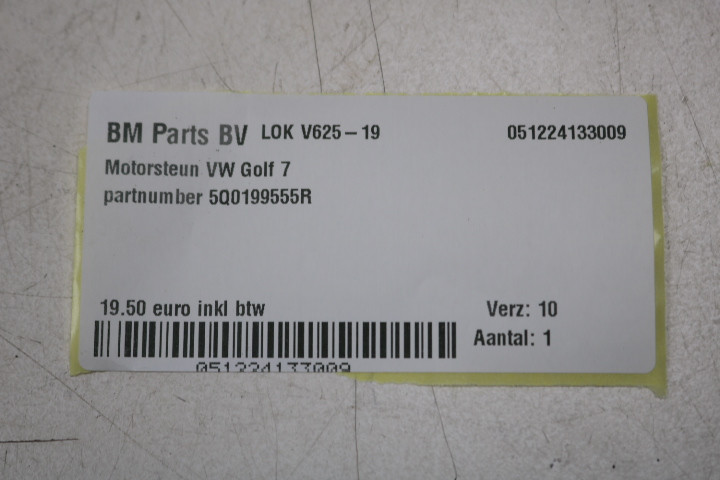 BM Parts BV LOK V625-19 051224133009
Motorsteun VW Golf 7
partnumber 5Q0199555R
19.50 euro inkl btw Verz: 10
Aantal: 1
051224133009